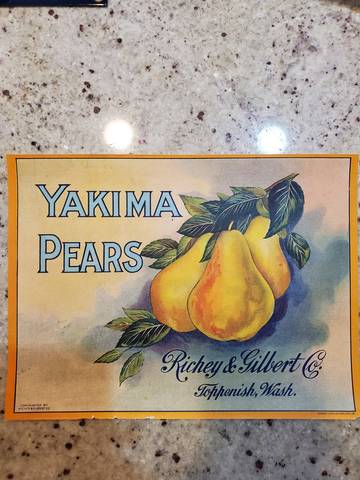 YAKIMA
PEARS
Richey & Gilbert Co.
Toppenish, Wash.